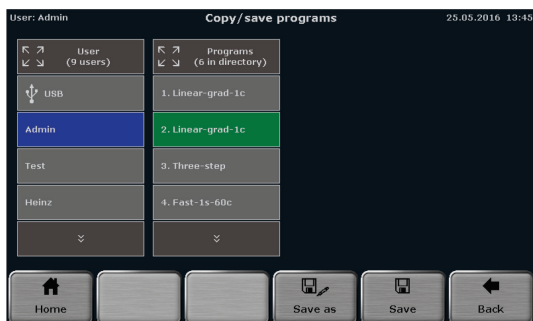 User: Admin
Copy/save programs
25.05.2016 13:45
User
(9 users)
Programs
(6 in directory)
USB
Admin
Test
Heinz
1. Linear-grad-1c
2. Linear-grad-1c
3. Three-step
4. Fast-1s-60c
Home
Save as
Save
Back